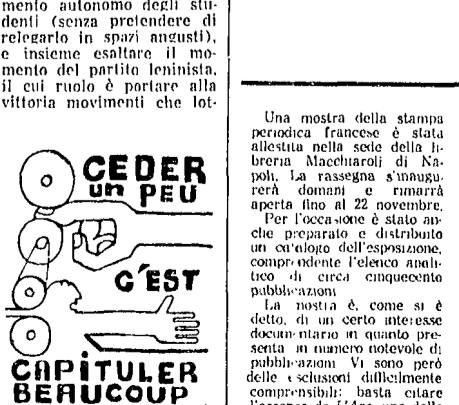 mento autonomo degli stu-
denti (senza pretendere di
relegarlo in spazi angusti),
e insieme esaltare il mo-
mento del partito leninista,
il cui ruolo è portare alla
vittoria movimenti che lot-
CEDER
un PEU
C'EST
CAPITULER
BEAUCOUP
Una mostra della stampa
periodica francese è stata
allestita nella sede della li-
breria Macchiaroli di Na-
poli. La rassegna s'inaugu-
rerà domani e rimarrà
aperta fino al 22 novembre.
Per l'occasione è stato an-
che preparato e distribuito
un catalogo dell'esposizione,
comprendente l'elenco anali-
tico di circa cinquecento
pubblicazioni
La mostra è, come si è
detto, di un certo interesse
documentario in quanto pre-
senta in numero notevole di
pubblicazioni Vi sono però
delle esclusioni difficilmente
comprensibili: basta citare